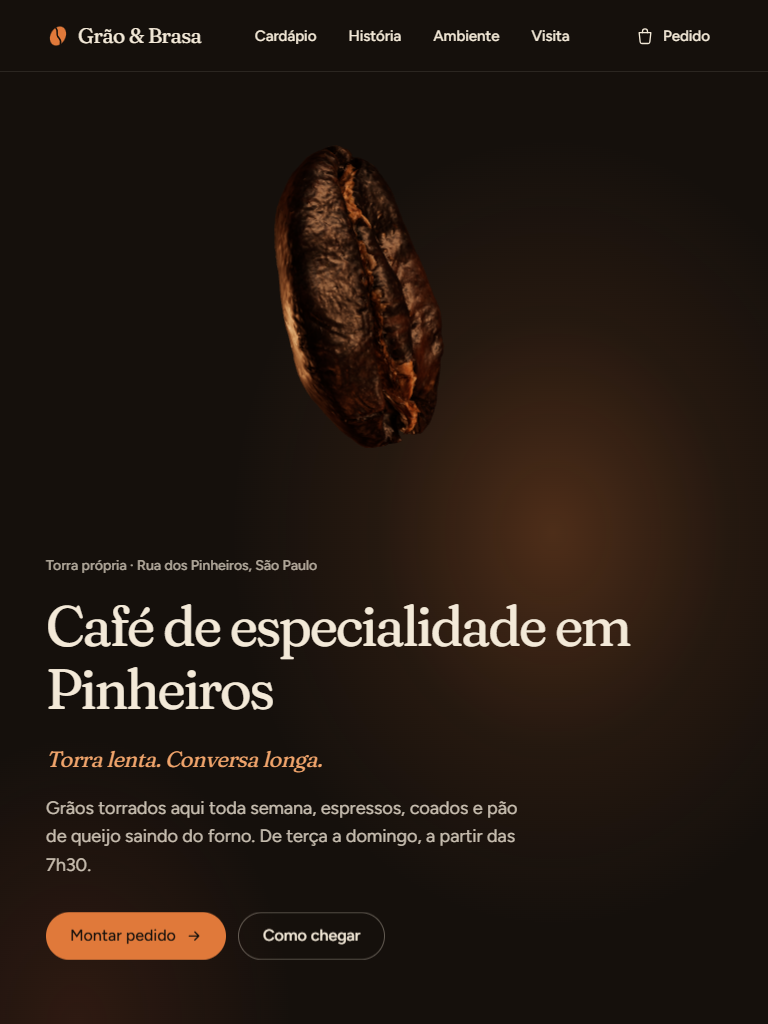 Grão & Brasa
Cardápio
História
Ambiente
Visita
Pedido
Torra própria · Rua dos Pinheiros, São Paulo
Café de especialidade em
Pinheiros
Torra lenta. Conversa longa.
Grãos torrados aqui toda semana, espressos, coados e pão
de queijo saindo do forno. De terça a domingo, a partir das
7h30.
Montar pedido →
Como chegar